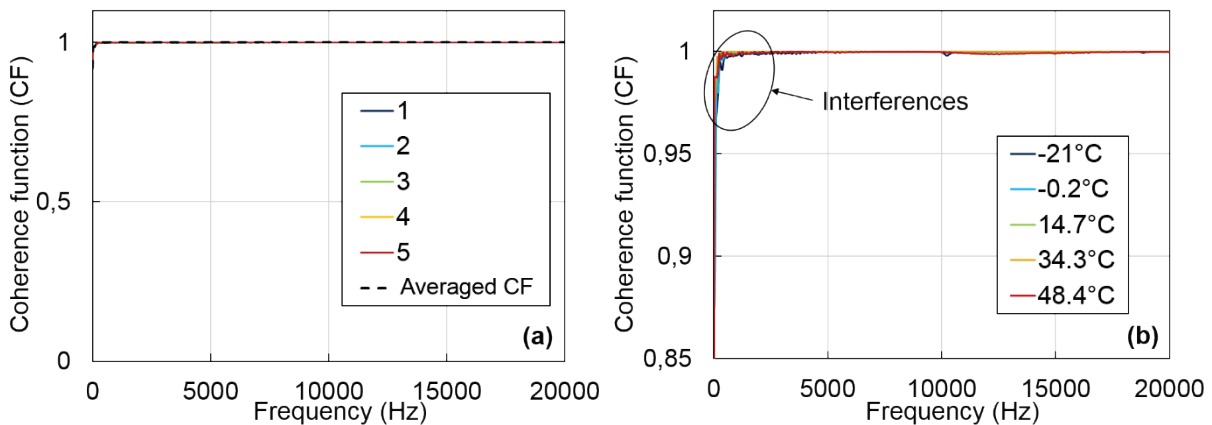 Coherence function (CF)
1
0,5
0
0
5000
10000
15000
20000
Frequency (Hz)
1
2
3
4
5
Averaged CF
(a)
Coherence function (CF)
1
0,95
0,9
0,85
0
5000
10000
15000
20000
Frequency (Hz)
Interferences
-21°C
-0.2°C
14.7°C
34.3°C
48.4°C
(b)